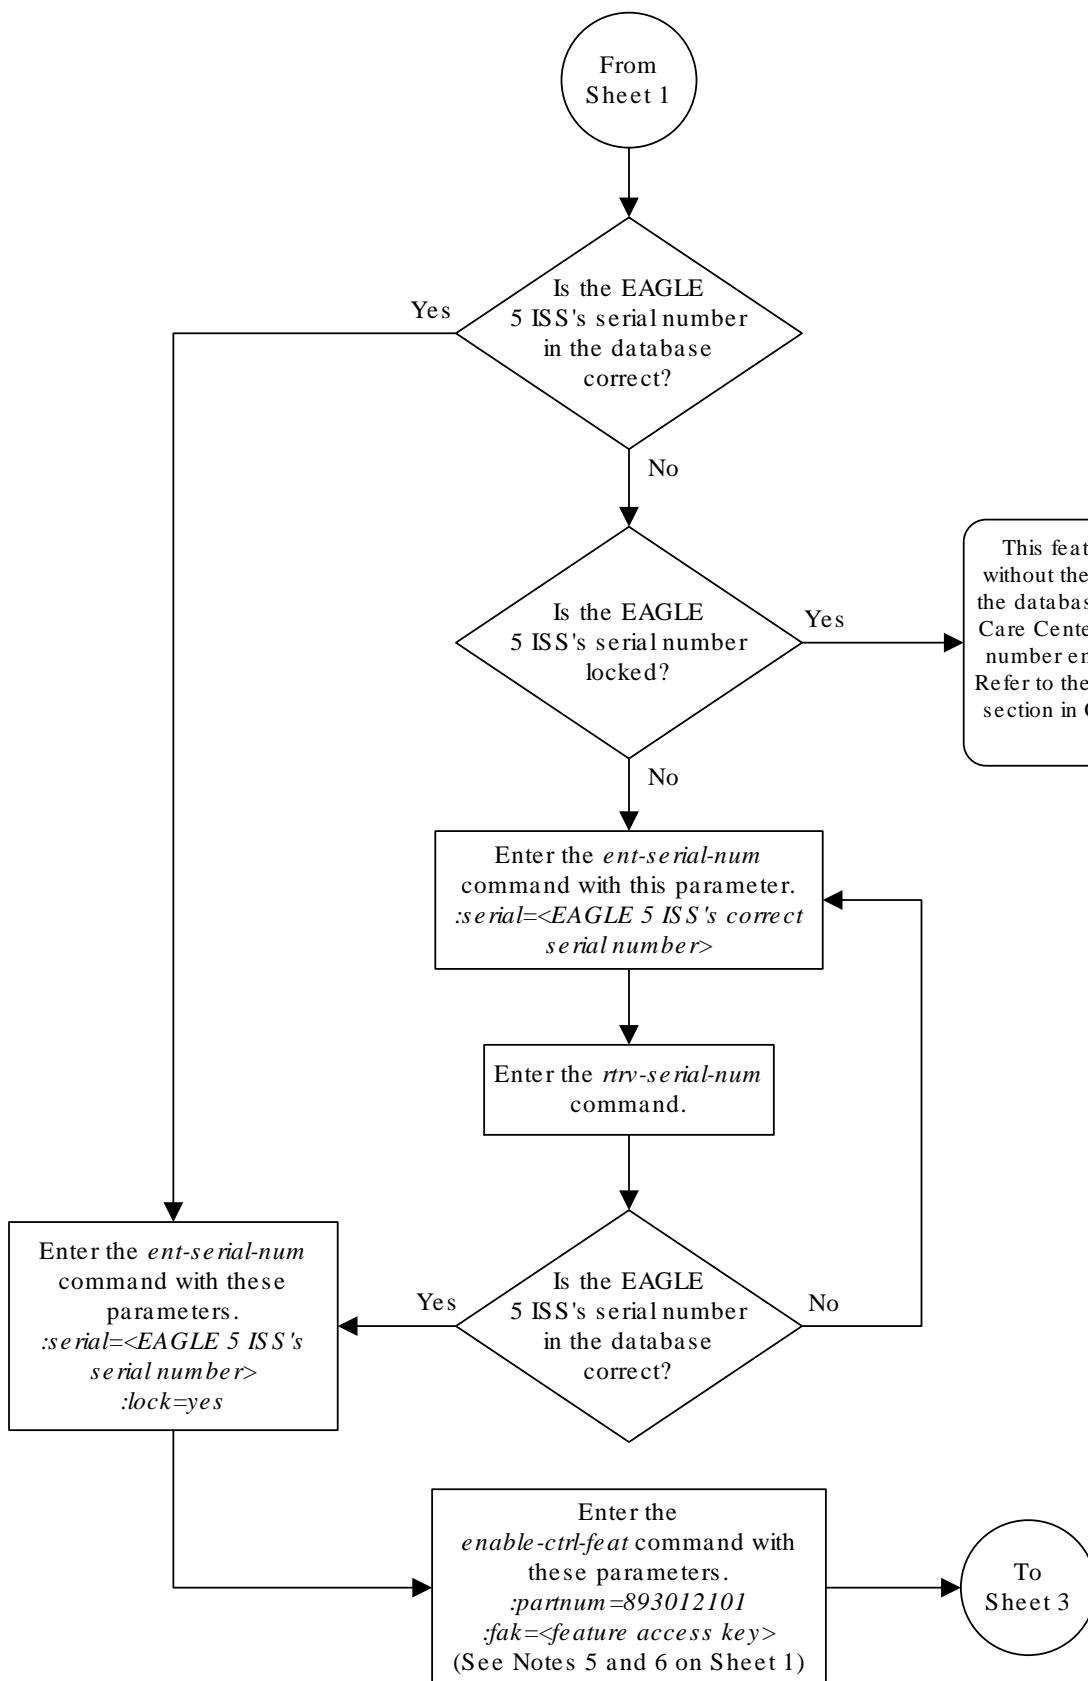 From
Sheet 1
Is the EAGLE
5 ISS's serial number
in the database
correct?
Yes
No
Is the EAGLE
5 ISS's serial number
locked?
Yes
This feat
without the
the databas
Care Cente
number en
Refer to the
section in
No
Enter the ent-serial-num
command with this parameter.
:serial=<EAGLE 5 ISS's correct
serial number>
Enter the rtrv-serial-num
command.
Is the EAGLE
5 ISS's serial number
in the database
correct?
Yes
No
Enter the ent-serial-num
command with these
parameters.
:serial=<EAGLE 5 ISS's
serial number>
:lock=yes
Enter the
enable-ctrl-feat command with
these parameters.
:partnum=893012101
:fak=<feature access key>
(See Notes 5 and 6 on Sheet 1)
To
Sheet 3